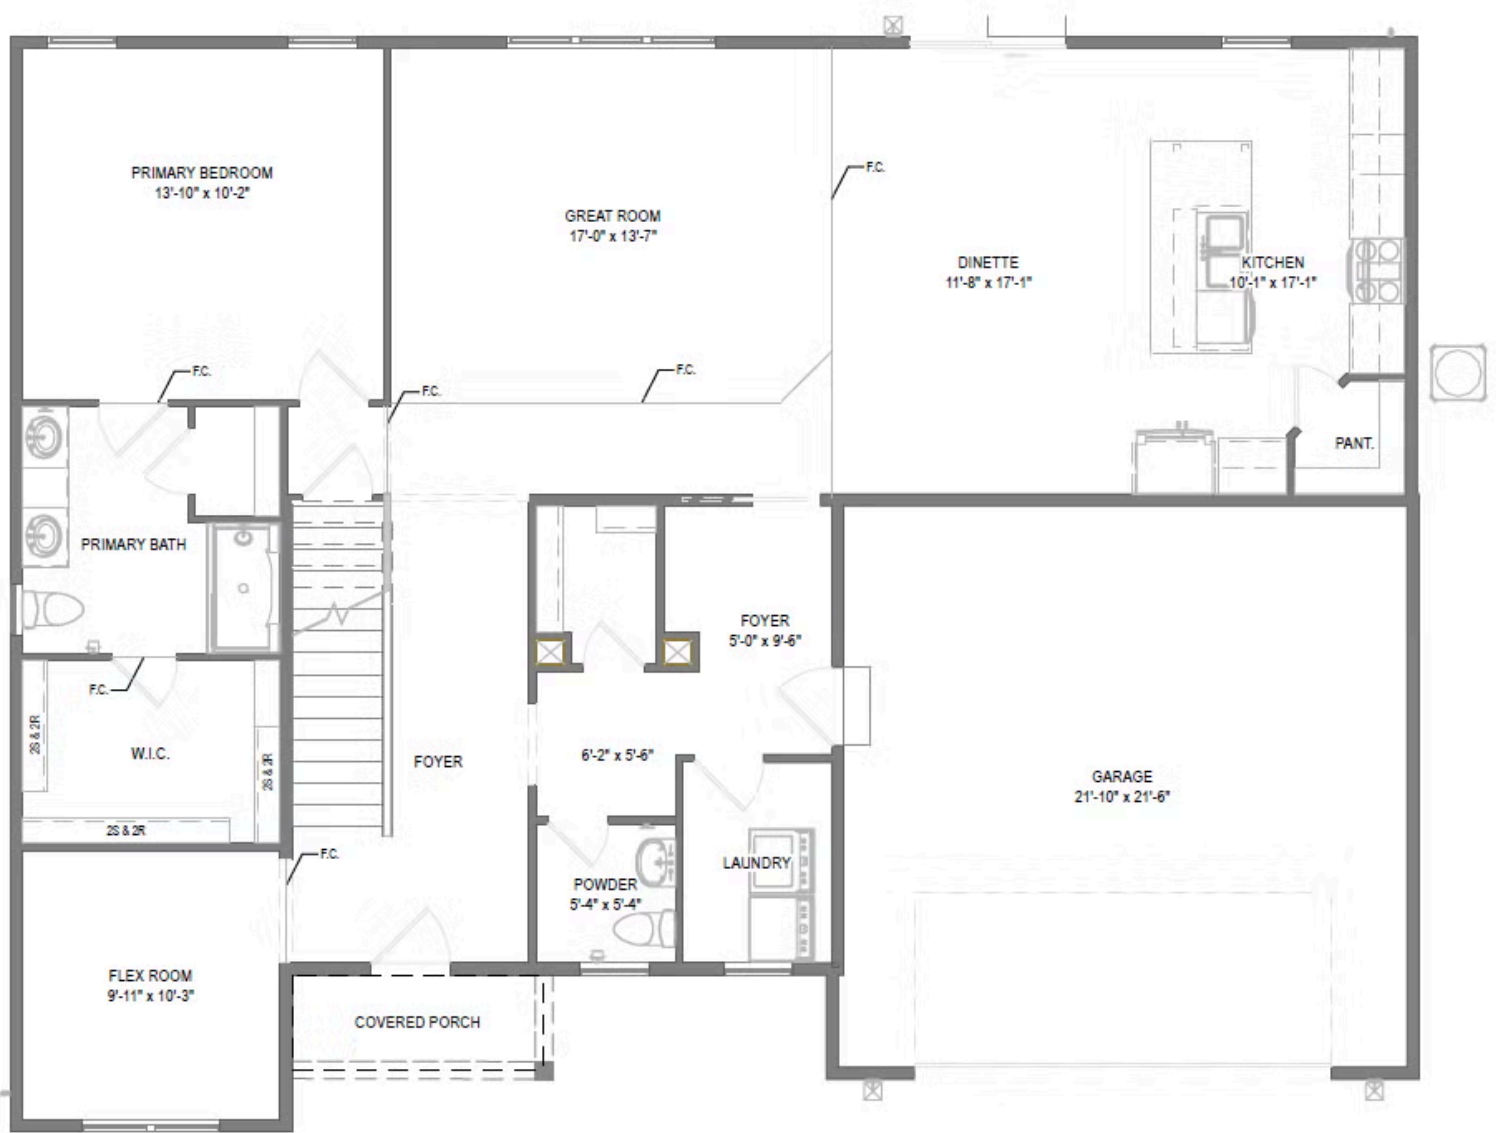 PRIMARY BEDROOM
13'-10" x 10'-2"
F.C.
GREAT ROOM
17'-0" x 13'-7"
F.C.
F.C.
F.C.
DINETTE
11'-8" x 17'-1"
KITCHEN
10'-1" x 17'-1"
PANT.
PRIMARY BATH
F.C.
2S & 2R
W.I.C.
2S & 2R
2S & 2R
FOYER
FOYER
5'-0" x 9'-6"
6'-2" x 5'-6"
GARAGE
21'-10" x 21'-6"
F.C.
POWDER
5'-4" x 5'-4"
LAUNDRY
FLEX ROOM
9'-11" x 10'-3"
COVERED PORCH